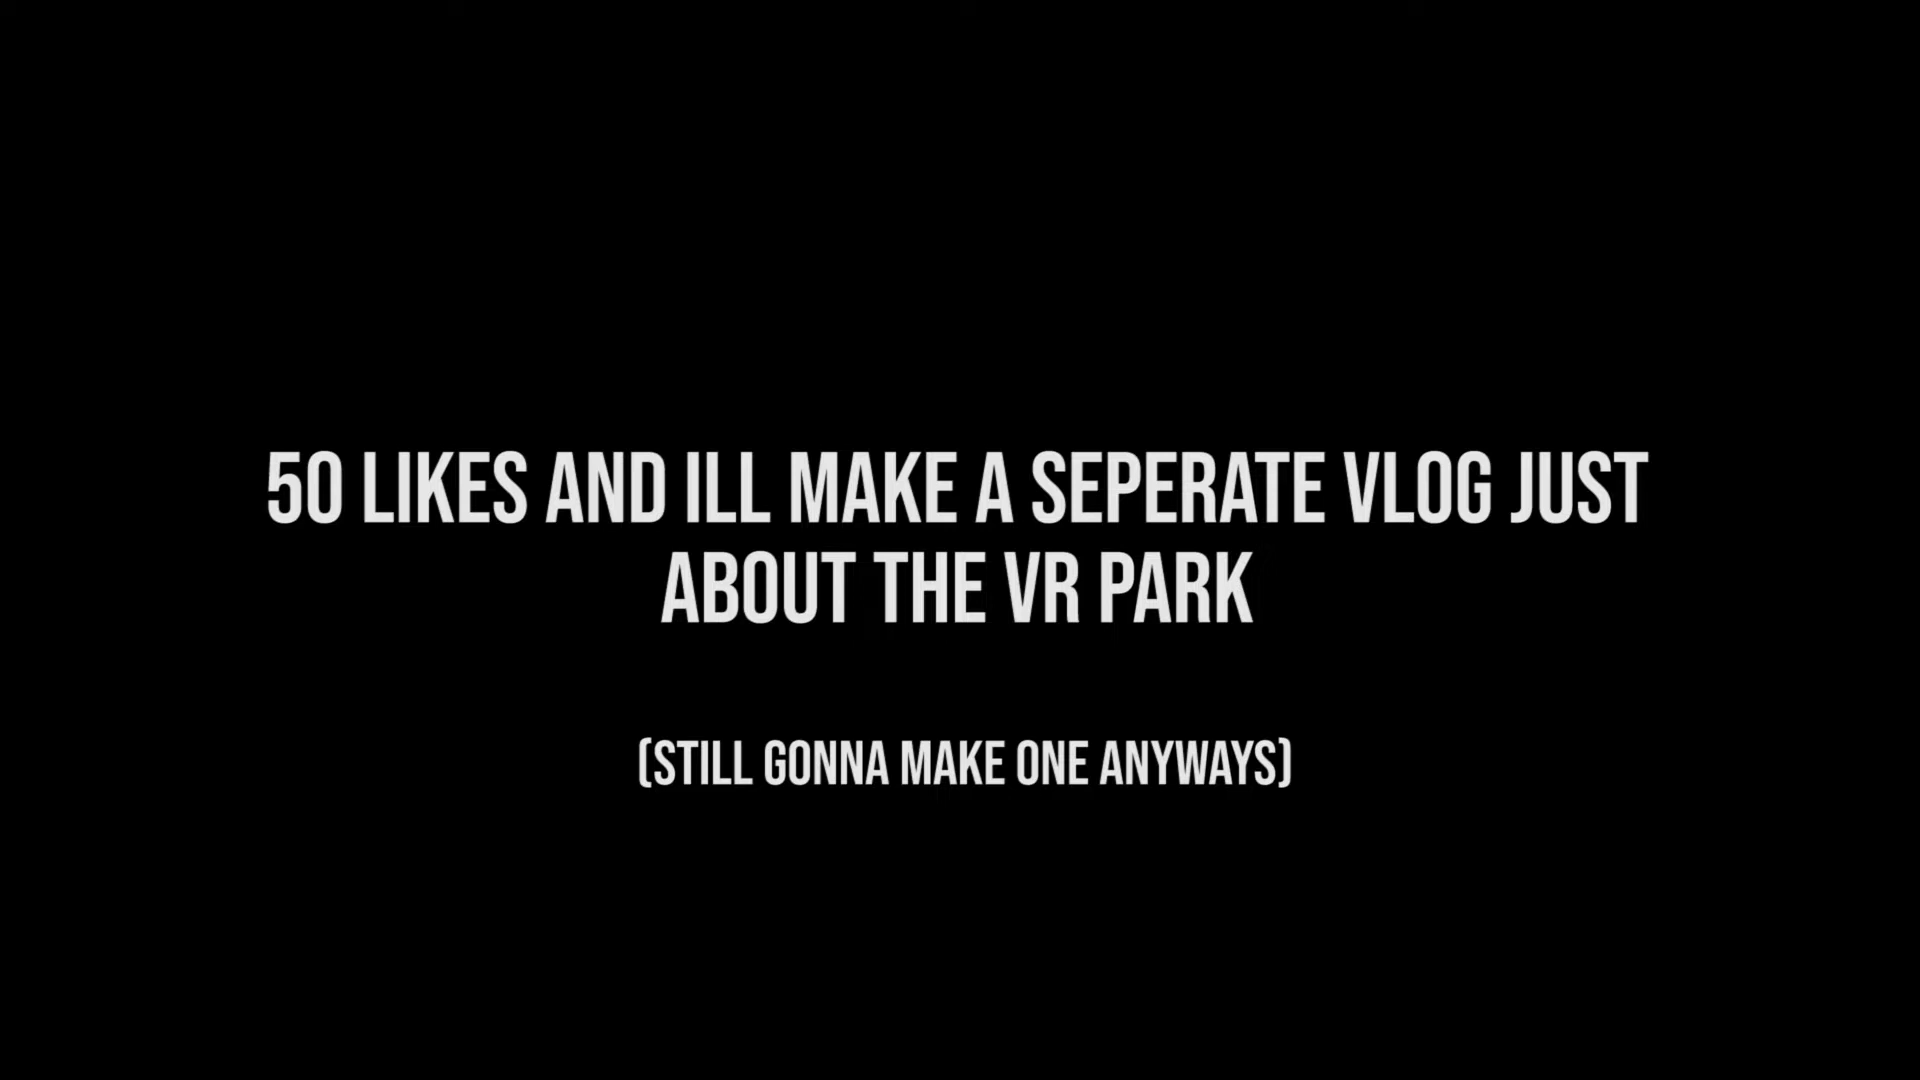 50 LIKES AND ILL MAKE A SEPERATE VLOG JUST
ABOUT THE VR PARK
(STILL GONNA MAKE ONE ANYWAYS)